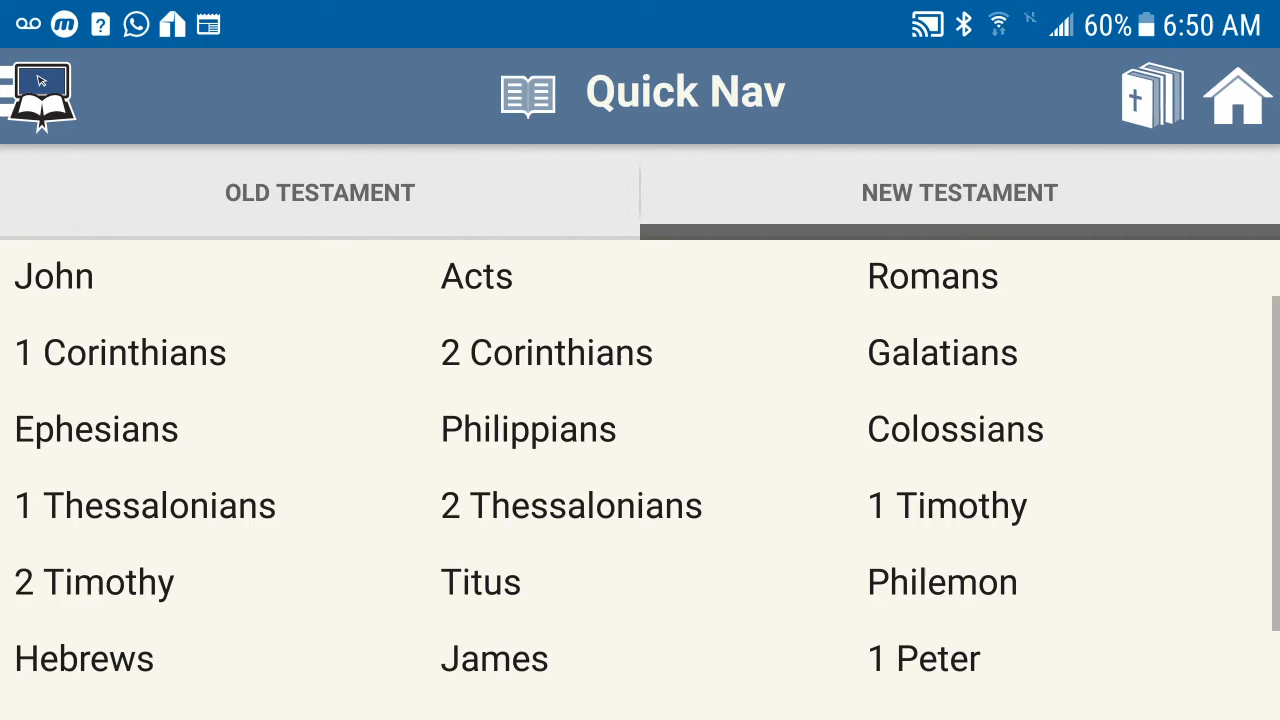 60% 6:50 AM
Quick Nav
OLD TESTAMENT NEW TESTAMENT
John Acts Romans
1 Corinthians 2 Corinthians Galatians
Ephesians Philippians Colossians
1 Thessalonians 2 Thessalonians 1 Timothy
2 Timothy Titus Philemon
Hebrews James 1 Peter